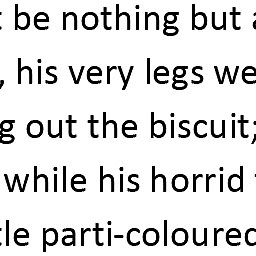 be nothing but
, his very legs we
g out the biscuit;
while his horrid
tle parti-coloured